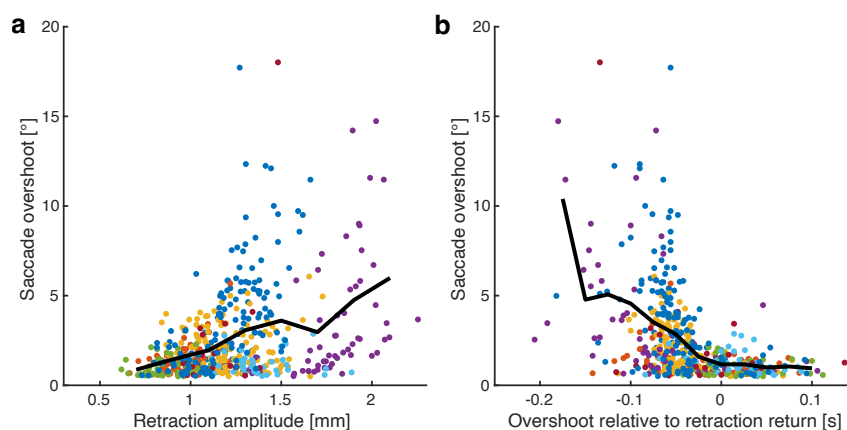 a
Saccade overshoot [°]
20
15
10
5
0
0.5 1 1.5 2
Retraction amplitude [mm]
b
Saccade overshoot [°]
20
15
10
5
0
-0.2 -0.1 0 0.1
Overshoot relative to retraction return [s]